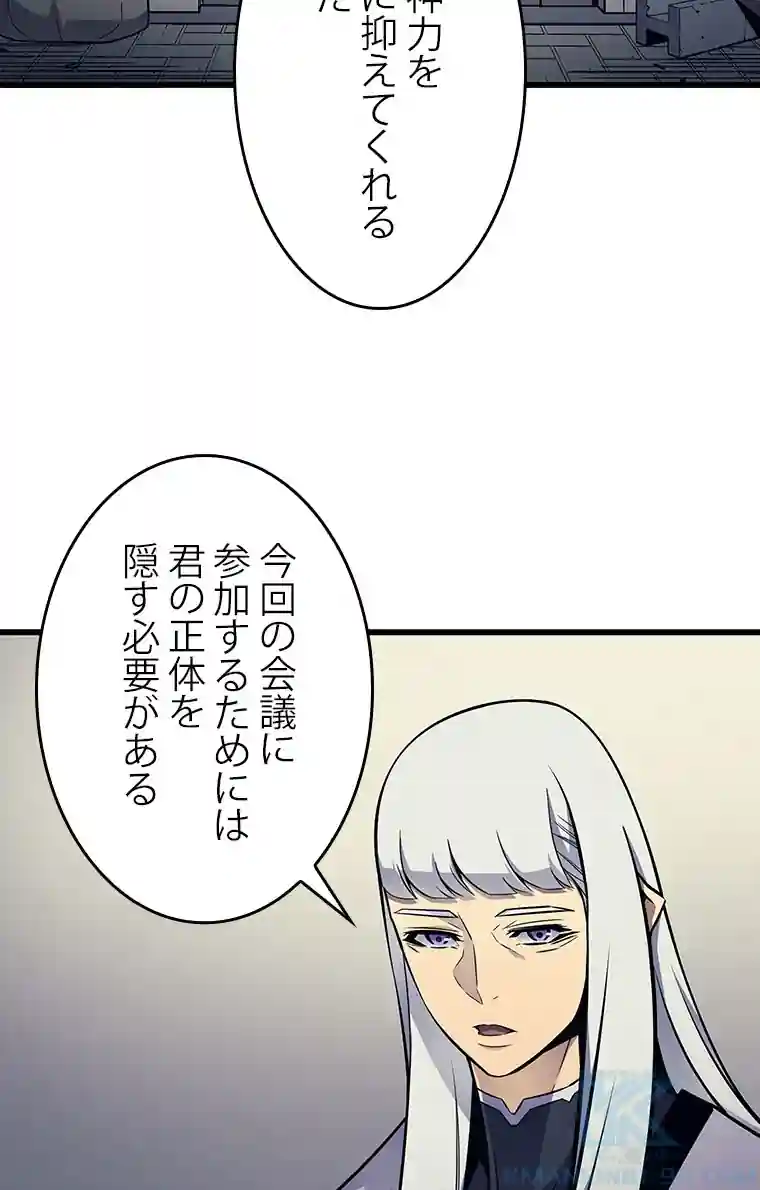 神力を
に抑えてくれる
た
今回の会議に
参加するためには
君の正体を
隠す必要がある